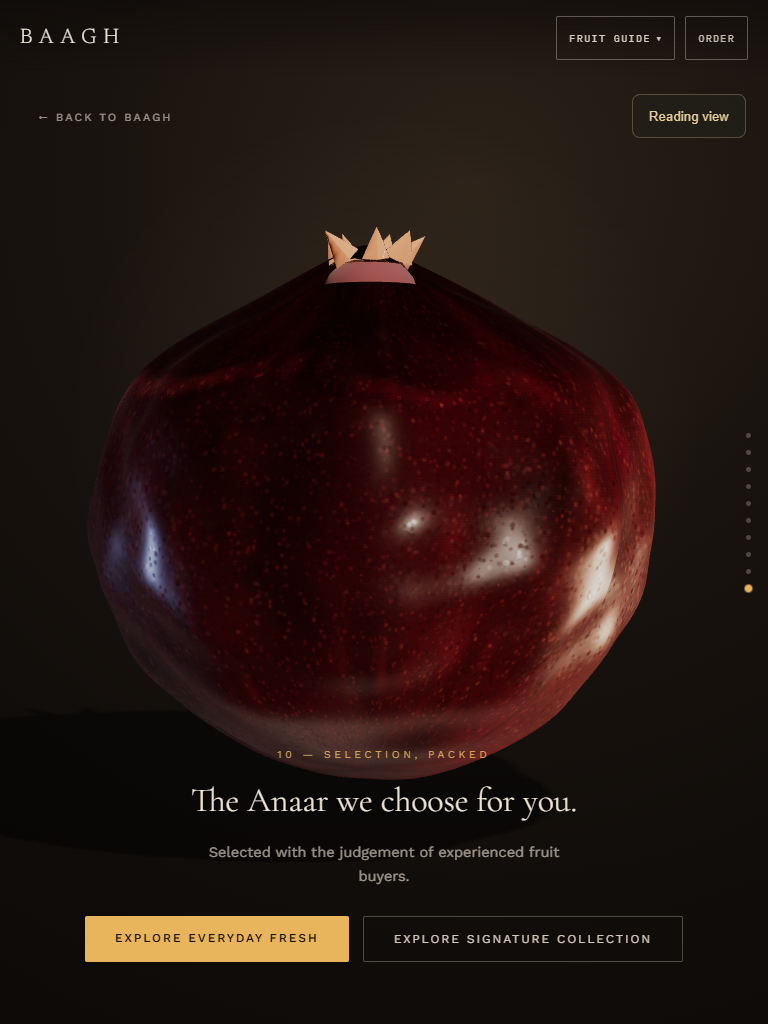 BAAGH
FRUIT GUIDE ▾
ORDER
← BACK TO BAAGH
Reading view
10 — SELECTION, PACKED
The Anaar we choose for you.
Selected with the judgement of experienced fruit
buyers.
EXPLORE EVERYDAY FRESH
EXPLORE SIGNATURE COLLECTION